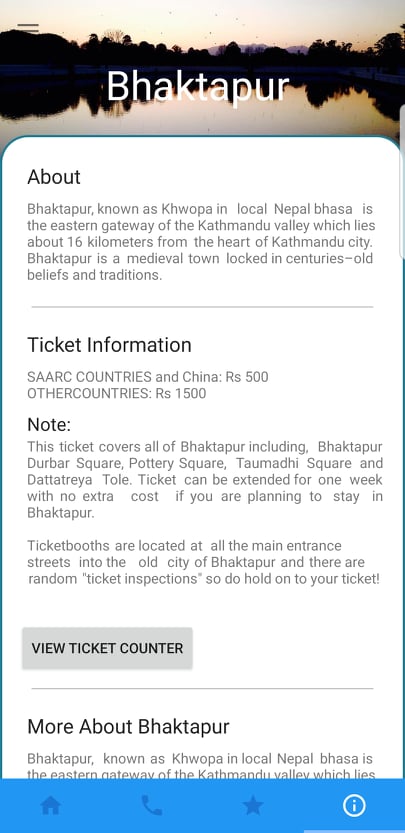 Bhaktapur
About
Bhaktapur, known as Khwopa in local Nepal bhasa is
the eastern gateway of the Kathmandu valley which lies
about 16 kilometers from the heart of Kathmandu city.
Bhaktapur is a medieval town locked in centuries–old
beliefs and traditions.
Ticket Information
SAARC COUNTRIES and China: Rs 500
OTHERCOUNTRIES: Rs 1500
Note:
This ticket covers all of Bhaktapur including, Bhaktapur
Durbar Square, Pottery Square, Taumadhi Square and
Dattatreya Tole. Ticket can be extended for one week
with no extra cost if you are planning to stay in
Bhaktapur.
Ticketbooths are located at all the main entrance
streets into the old city of Bhaktapur and there are
random "ticket inspections" so do hold on to your ticket!
VIEW TICKET COUNTER
More About Bhaktapur
Bhaktapur, known as Khwopa in local Nepal bhasa is
the eastern gateway of the Kathmandu valley which lies